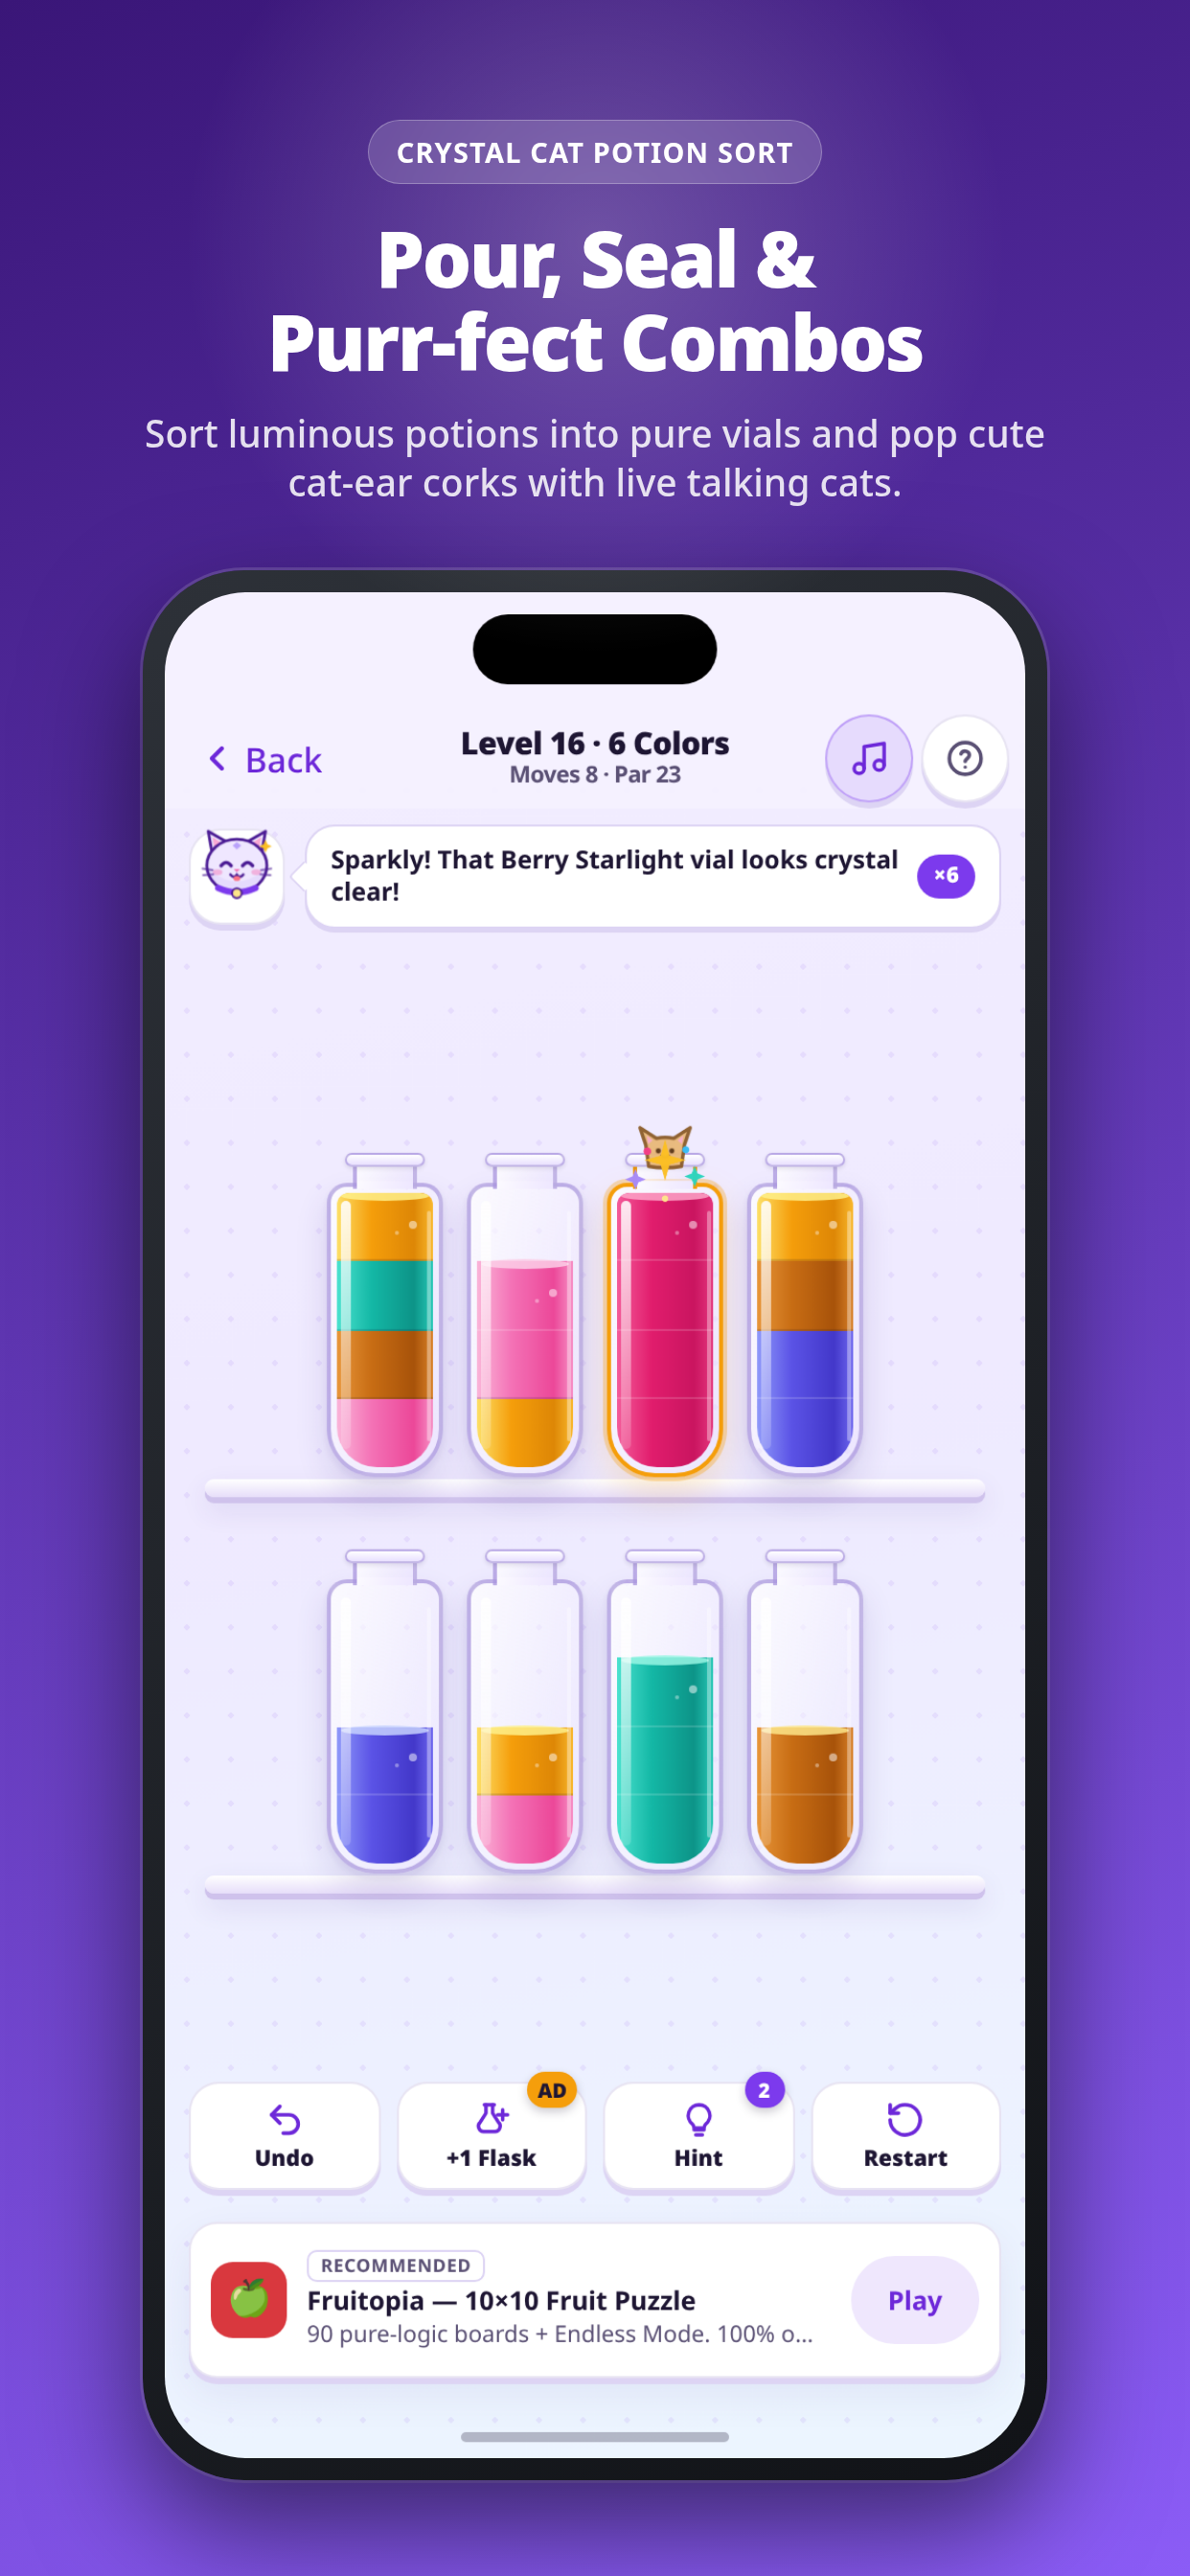 CRYSTAL CAT POTION SORT
Pour, Seal &
Purr-fect Combos
Sort luminous potions into pure vials and pop cute
cat-ear corks with live talking cats.
Back
Level 16 · 6 Colors
Moves 8 · Par 23
Sparkly! That Berry Starlight vial looks crystal
clear!
×6
AD
2
Undo
+1 Flask
Hint
Restart
RECOMMENDED
Fruitopia — 10×10 Fruit Puzzle
90 pure-logic boards + Endless Mode. 100% o...
Play